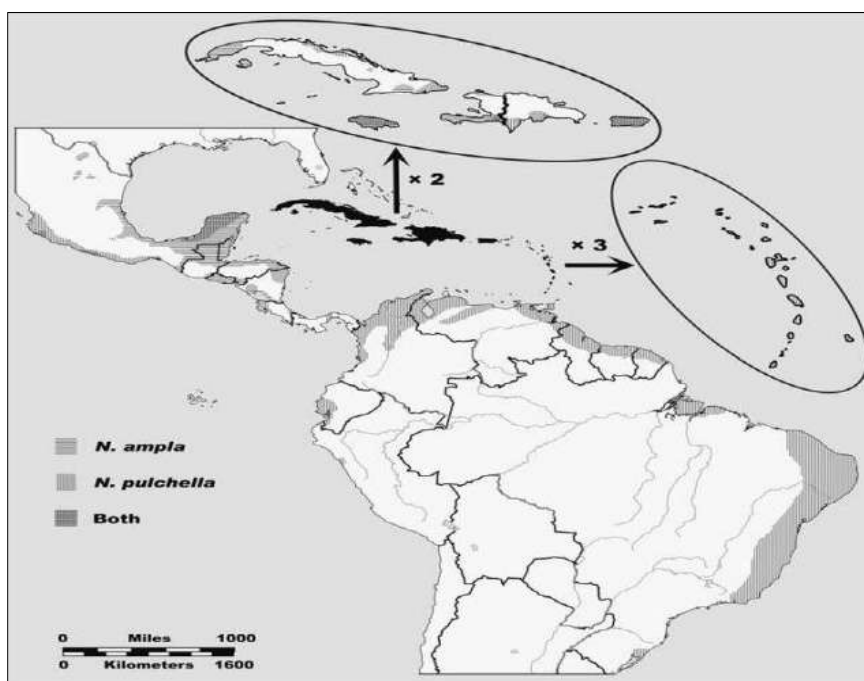 × 2
× 3
N. ampla
N. pulchella
Both
0 Miles 1000
0 Kilometers 1600